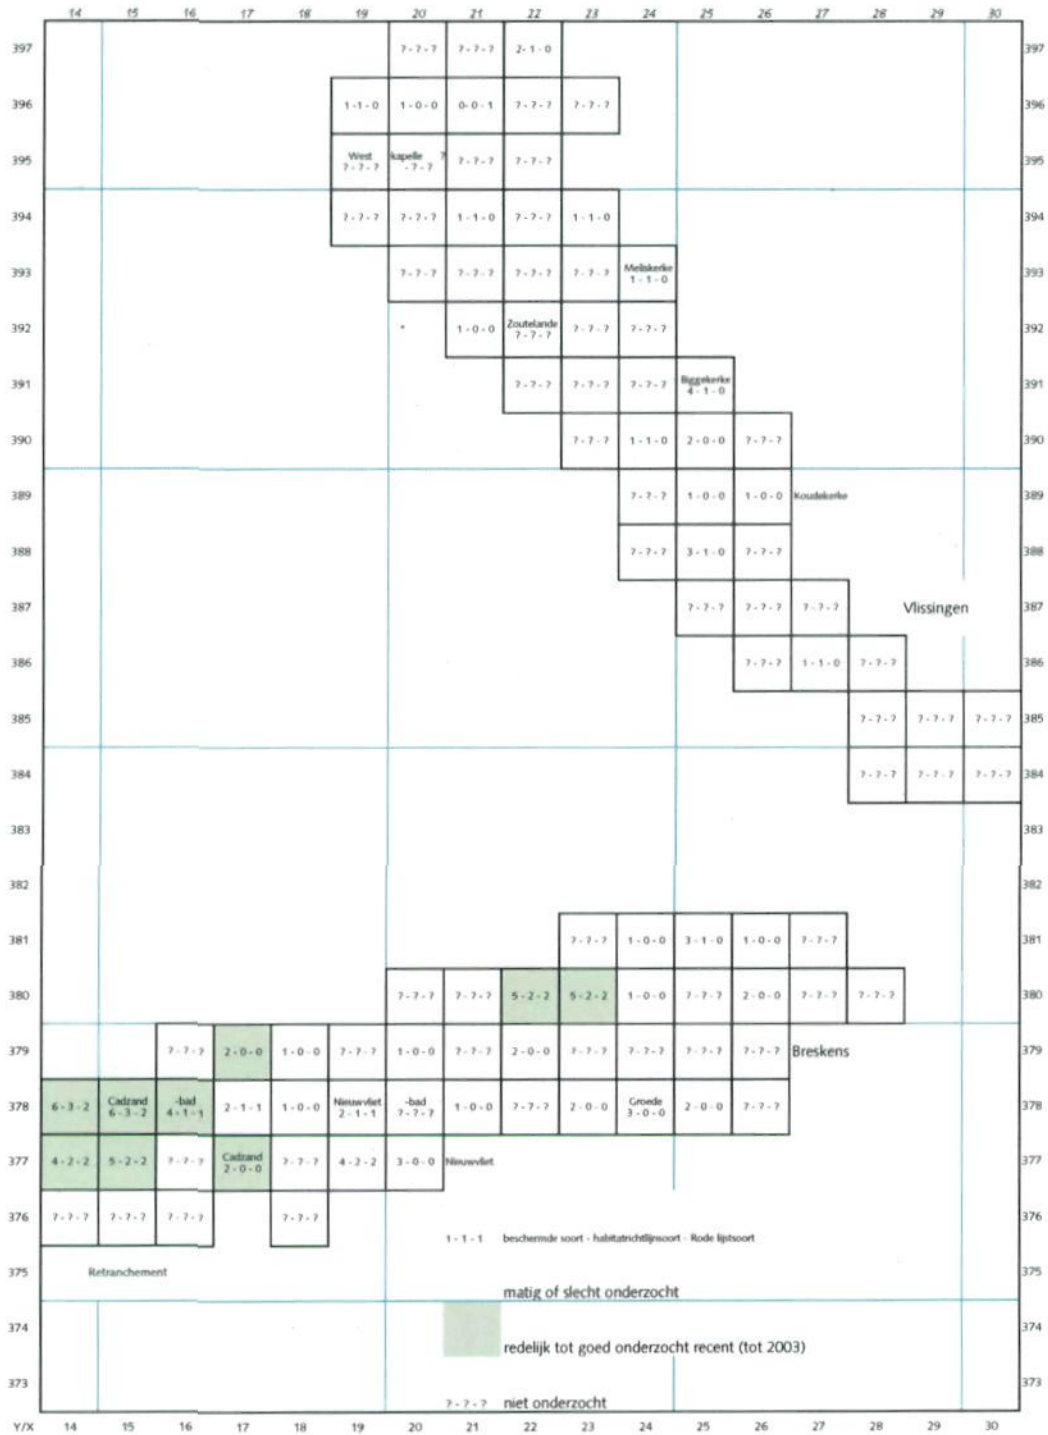 14 15 16 17 18 19 20 21 22 23 24 25 26 27 28 29 30
397 ?-?-? ?-?-? 2-1-0 397
396 1-1-0 1-0-0 0-0-1 ?-?-? ?-?-? 396
West kapelle ?
395 ?-?-? -?-? ?-?-? ?-?-? 395
394 ?-?-? ?-?-? 1-1-0 ?-?-? 1-1-0 394
Meliskerke
393 ?-?-? ?-?-? ?-?-? ?-?-? 1-1-0 393
Zoutelande
392 1-0-0 ?-?-? ?-?-? ?-?-? 392
Biggekerke
391 ?-?-? ?-?-? ?-?-? 4-1-0 391
390 ?-?-? 1-1-0 2-0-0 ?-?-? 390
389 ?-?-? 1-0-0 1-0-0 Koudekerke 389
388 ?-?-? 3-1-0 ?-?-? 388
387 ?-?-? ?-?-? ?-?-? Vlissingen 387
386 ?-?-? 1-1-0 ?-?-? 386
385 ?-?-? ?-?-? ?-?-? 385
384 ?-?-? ?-?-? ?-?-? 384
383 383
382 382
381 ?-?-? 1-0-0 3-1-0 1-0-0 ?-?-? 381
380 ?-?-? ?-?-? 5-2-2 5-2-2 1-0-0 ?-?-? 2-0-0 ?-?-? ?-?-? 380
379 ?-?-? 2-0-0 1-0-0 ?-?-? 1-0-0 ?-?-? 2-0-0 ?-?-? ?-?-? ?-?-? ?-?-? Breskens 379
Cadzand -bad Nieuwvliet -bad Groede
378 6-3-2 6-3-2 4-1-1 2-1-1 1-0-0 2-1-1 ?-?-? 1-0-0 ?-?-? 2-0-0 3-0-0 2-0-0 ?-?-? 378
Cadzand
377 4-2-2 5-2-2 ?-?-? 2-0-0 ?-?-? 4-2-2 3-0-0 Nieuwvliet 377
376 ?-?-? ?-?-? ?-?-? ?-?-? 376
1-1-1 beschermde soort - habitatrichtlijnsoort - Rode lijstsoort
375 Retranchement 375
matig of slecht onderzocht
374 374
redelijk tot goed onderzocht recent (tot 2003)
373 373
?-?-? niet onderzocht
Y/X 14 15 16 17 18 19 20 21 22 23 24 25 26 27 28 29 30